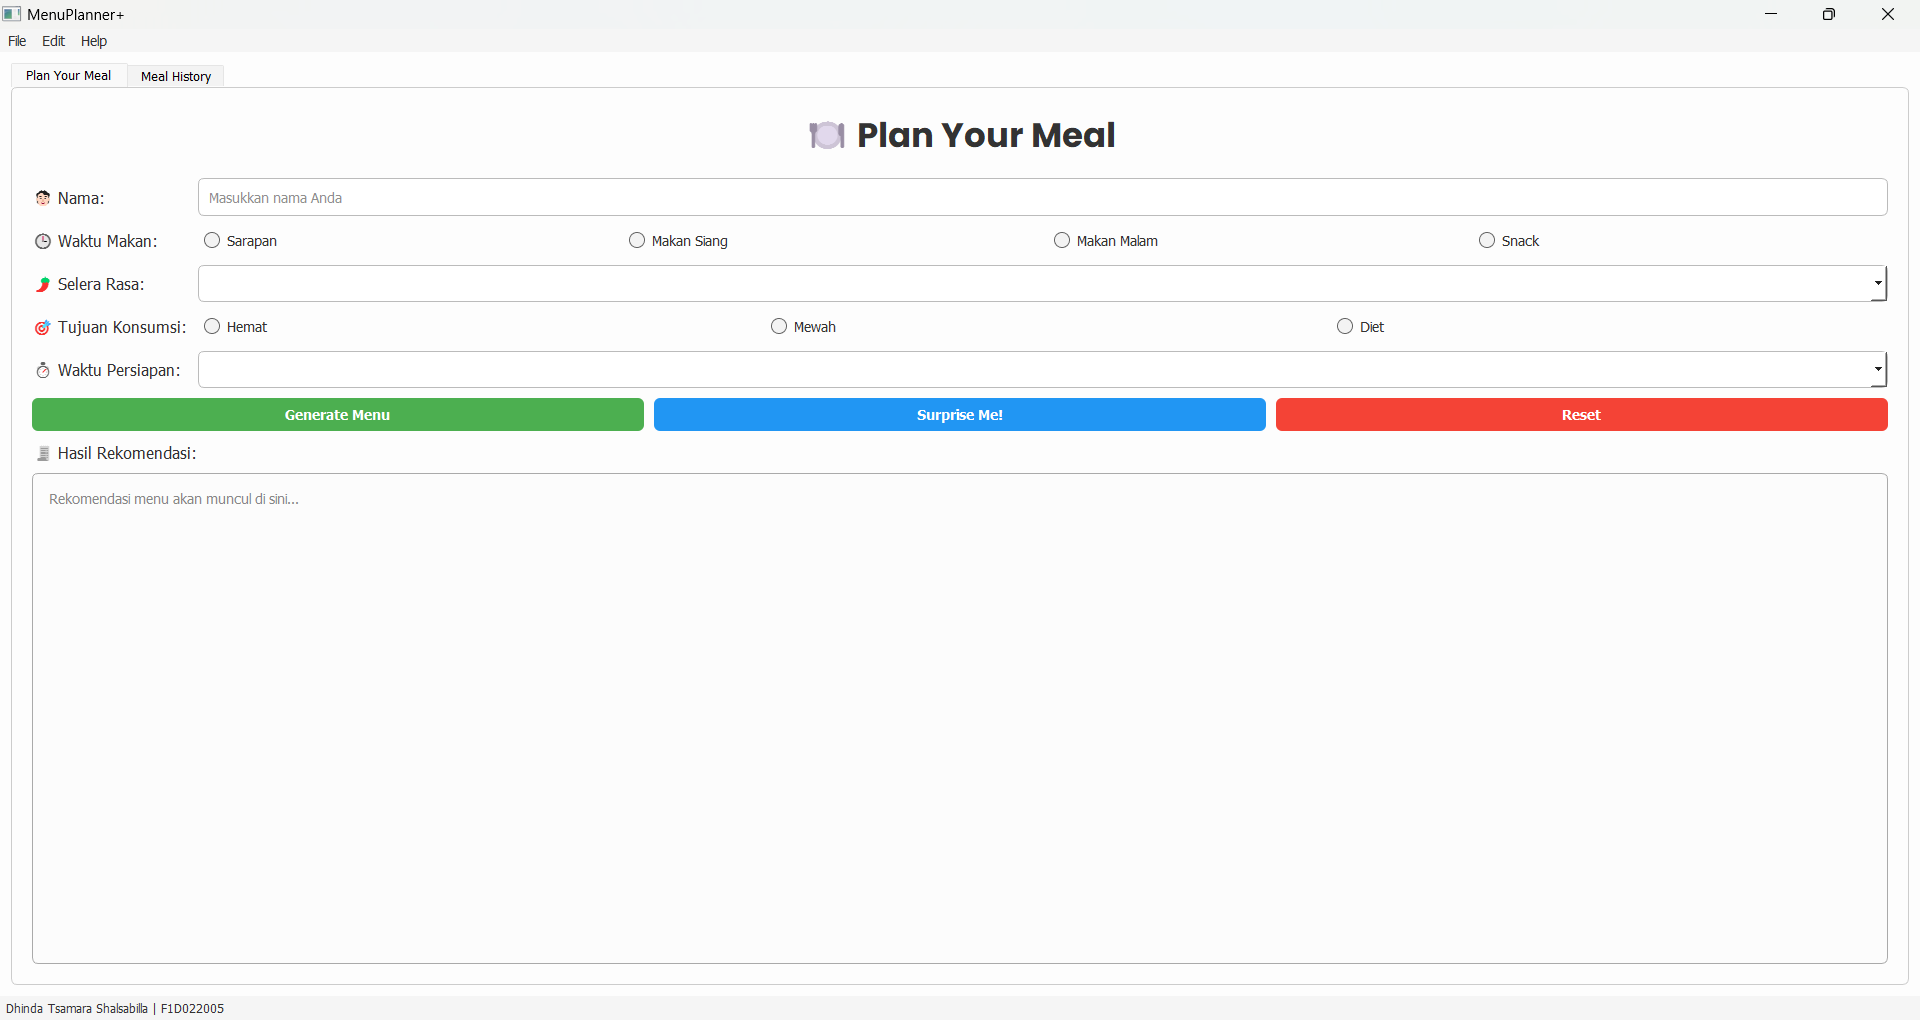 MenuPlanner+
File Edit Help
Plan Your Meal Meal History
Plan Your Meal
Nama: Masukkan nama Anda
Waktu Makan: Sarapan Makan Siang Makan Malam Snack
Selera Rasa:
Tujuan Konsumsi: Hemat Mewah Diet
Waktu Persiapan:
Generate Menu Surprise Me! Reset
Hasil Rekomendasi:
Rekomendasi menu akan muncul di sini...
Dhinda Tsamara Shalsabilla | F1D022005